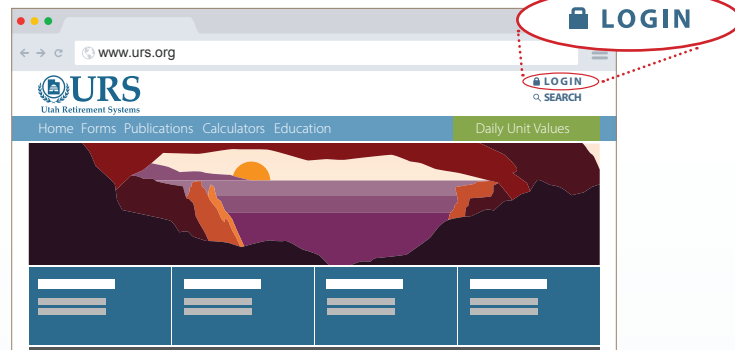 LOGIN
www.urs.org
URS
Utah Retirement Systems
LOGIN
SEARCH
Home Forms Publications Calculators Education Daily Unit Values